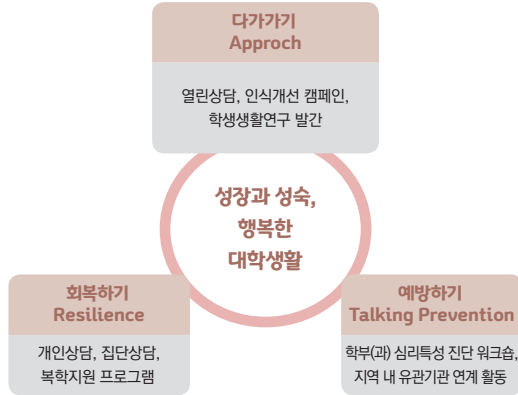 다가가기
Approch
열린상담, 인식개선 캠페인,
학생생활연구 발간
성장과 성숙,
행복한
대학생활
회복하기
Resilience
개인상담, 집단상담,
복학지원 프로그램
예방하기
Talking Prevention
학부(과) 심리특성 진단 워크숍,
지역 내 유관기관 연계 활동